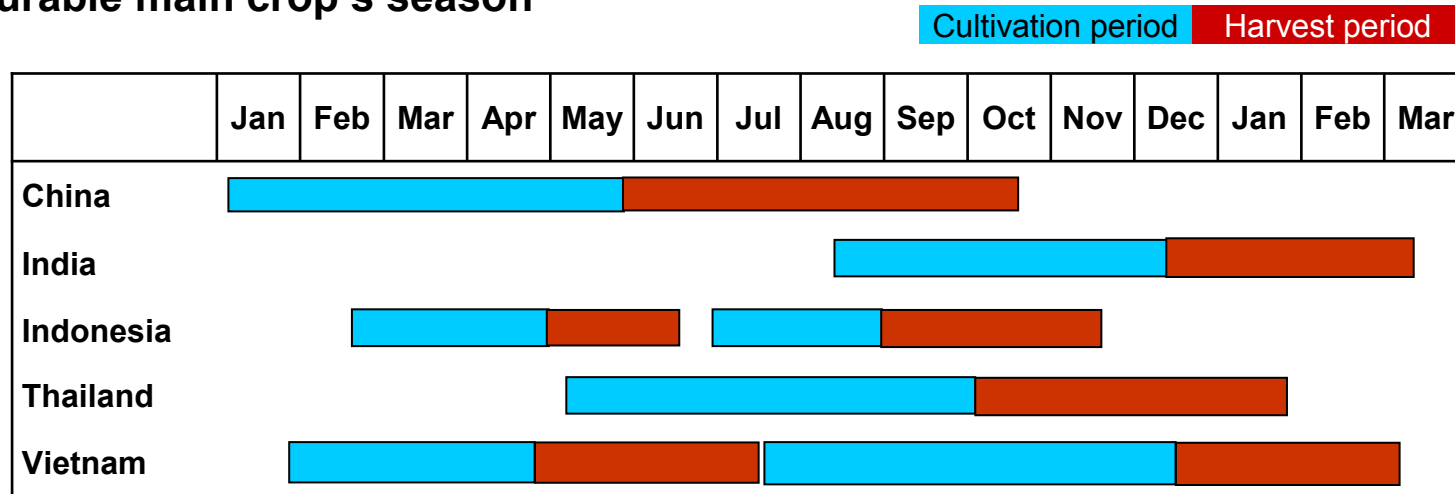 main crop's season
Cultivation period Harvest period
Jan Feb Mar Apr May Jun Jul Aug Sep Oct Nov Dec Jan Feb Mar
China
India
Indonesia
Thailand
Vietnam